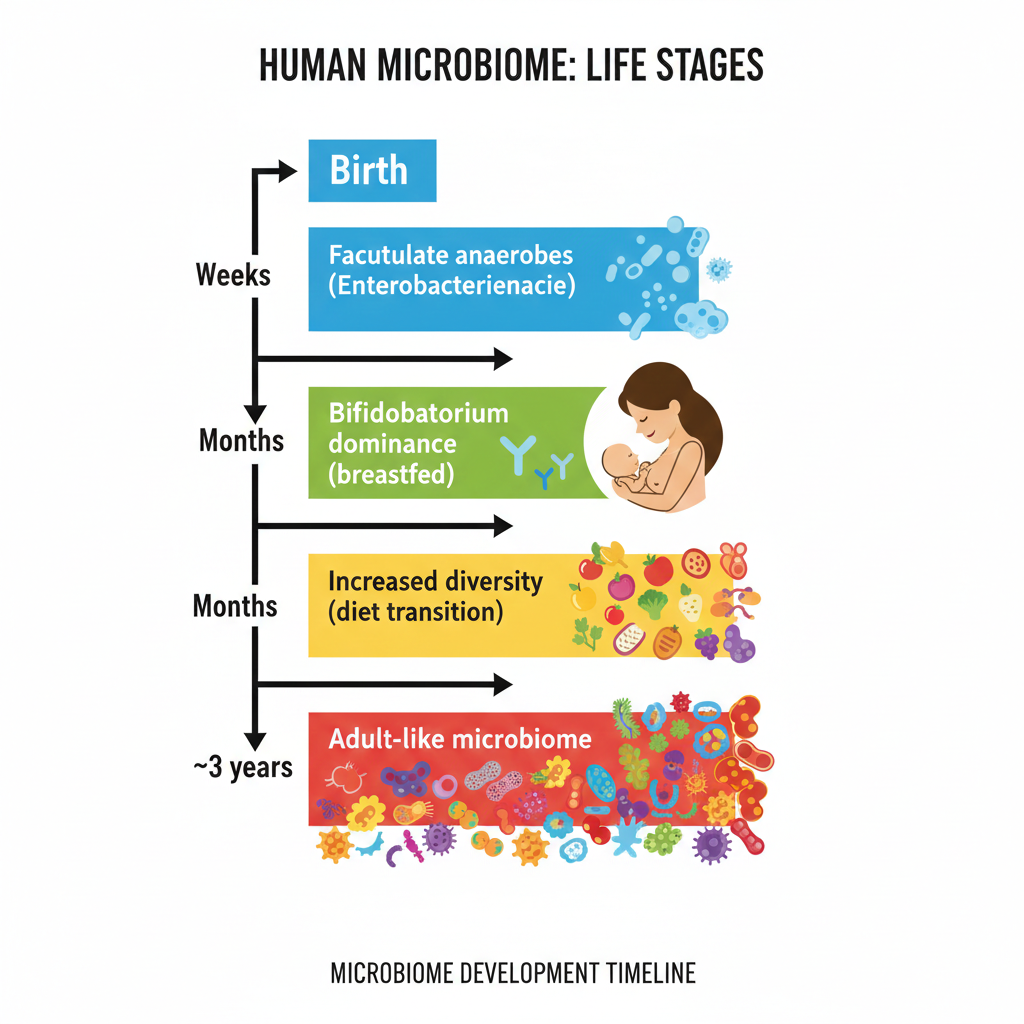 HUMAN MICROBIOME: LIFE STAGES
Birth
Weeks
Facutulate anaerobes
(Enterobacterienacie)
Months
Bifidobatorium
dominance
(breastfed)
Months
Increased diversity
(diet transition)
~3 years
Adult-like microbiome
MICROBIOME DEVELOPMENT TIMELINE